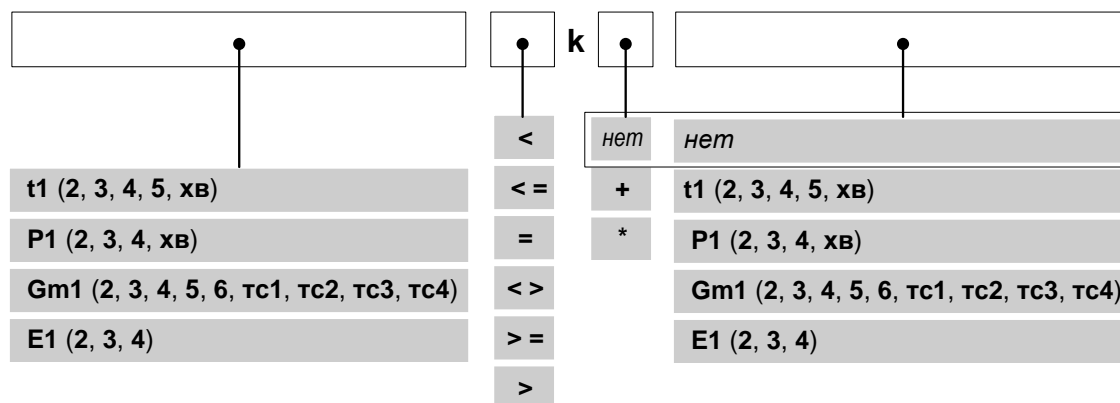 k
< нет нет
t1 (2, 3, 4, 5, хв) < = + t1 (2, 3, 4, 5, хв)
P1 (2, 3, 4, хв) = * P1 (2, 3, 4, хв)
Gm1 (2, 3, 4, 5, 6, тс1, тс2, тс3, тс4) < > Gm1 (2, 3, 4, 5, 6, тс1, тс2, тс3, тс4)
E1 (2, 3, 4) > = E1 (2, 3, 4)
>